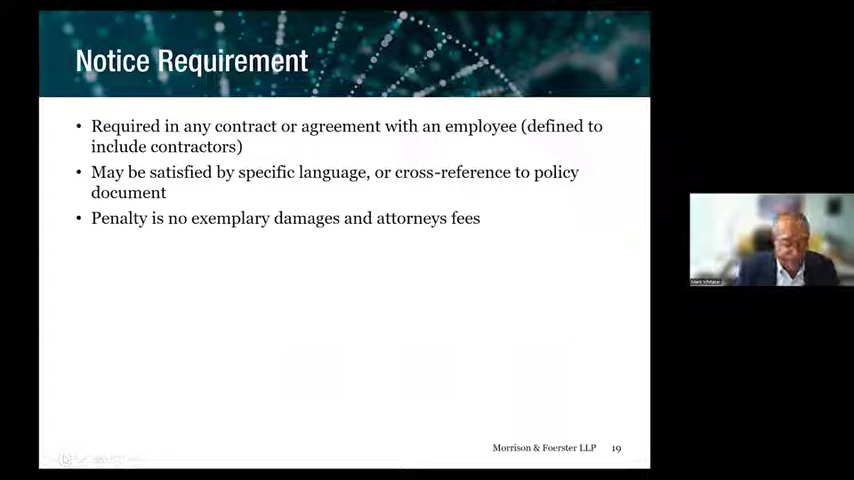 Notice Requirement
• Required in any contract or agreement with an employee (defined to
include contractors)
• May be satisfied by specific language, or cross-reference to policy
document
• Penalty is no exemplary damages and attorneys fees
Morrison & Foerster LLP 19